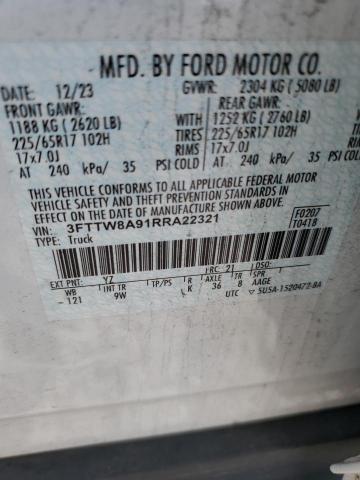 MFD. BY FORD MOTOR CO.
DATE: 12/23 GVWR: 2304 KG ( 5080 LB)
FRONT GAWR: REAR GAWR:
1188 KG ( 2620 LB) 1252 KG ( 2760 LB)
225/65R17 102H TIRES 225/65R17 102H
17x7.0J RIMS 17x7.0J
AT 240 kPa/ 35 PSI COLD AT 240 kPa/ 35 PSI COLD
THIS VEHICLE CONFORMS TO ALL APPLICABLE FEDERAL MOTOR
VEHICLE SAFETY STANDARDS IN EFFECT ON THE
DATE OF MANUFACTURE SHOWN ABOVE.
VIN: 3FTTW8A91RRA22321 F0207
TYPE: Truck T0418
EXT PNT: YZ RC: 21 DSO:
WB INT TR TP/PS R AXLE TR SPR
121 9W K 36 8 AAGE
UTC 5U5A-1520472-BA